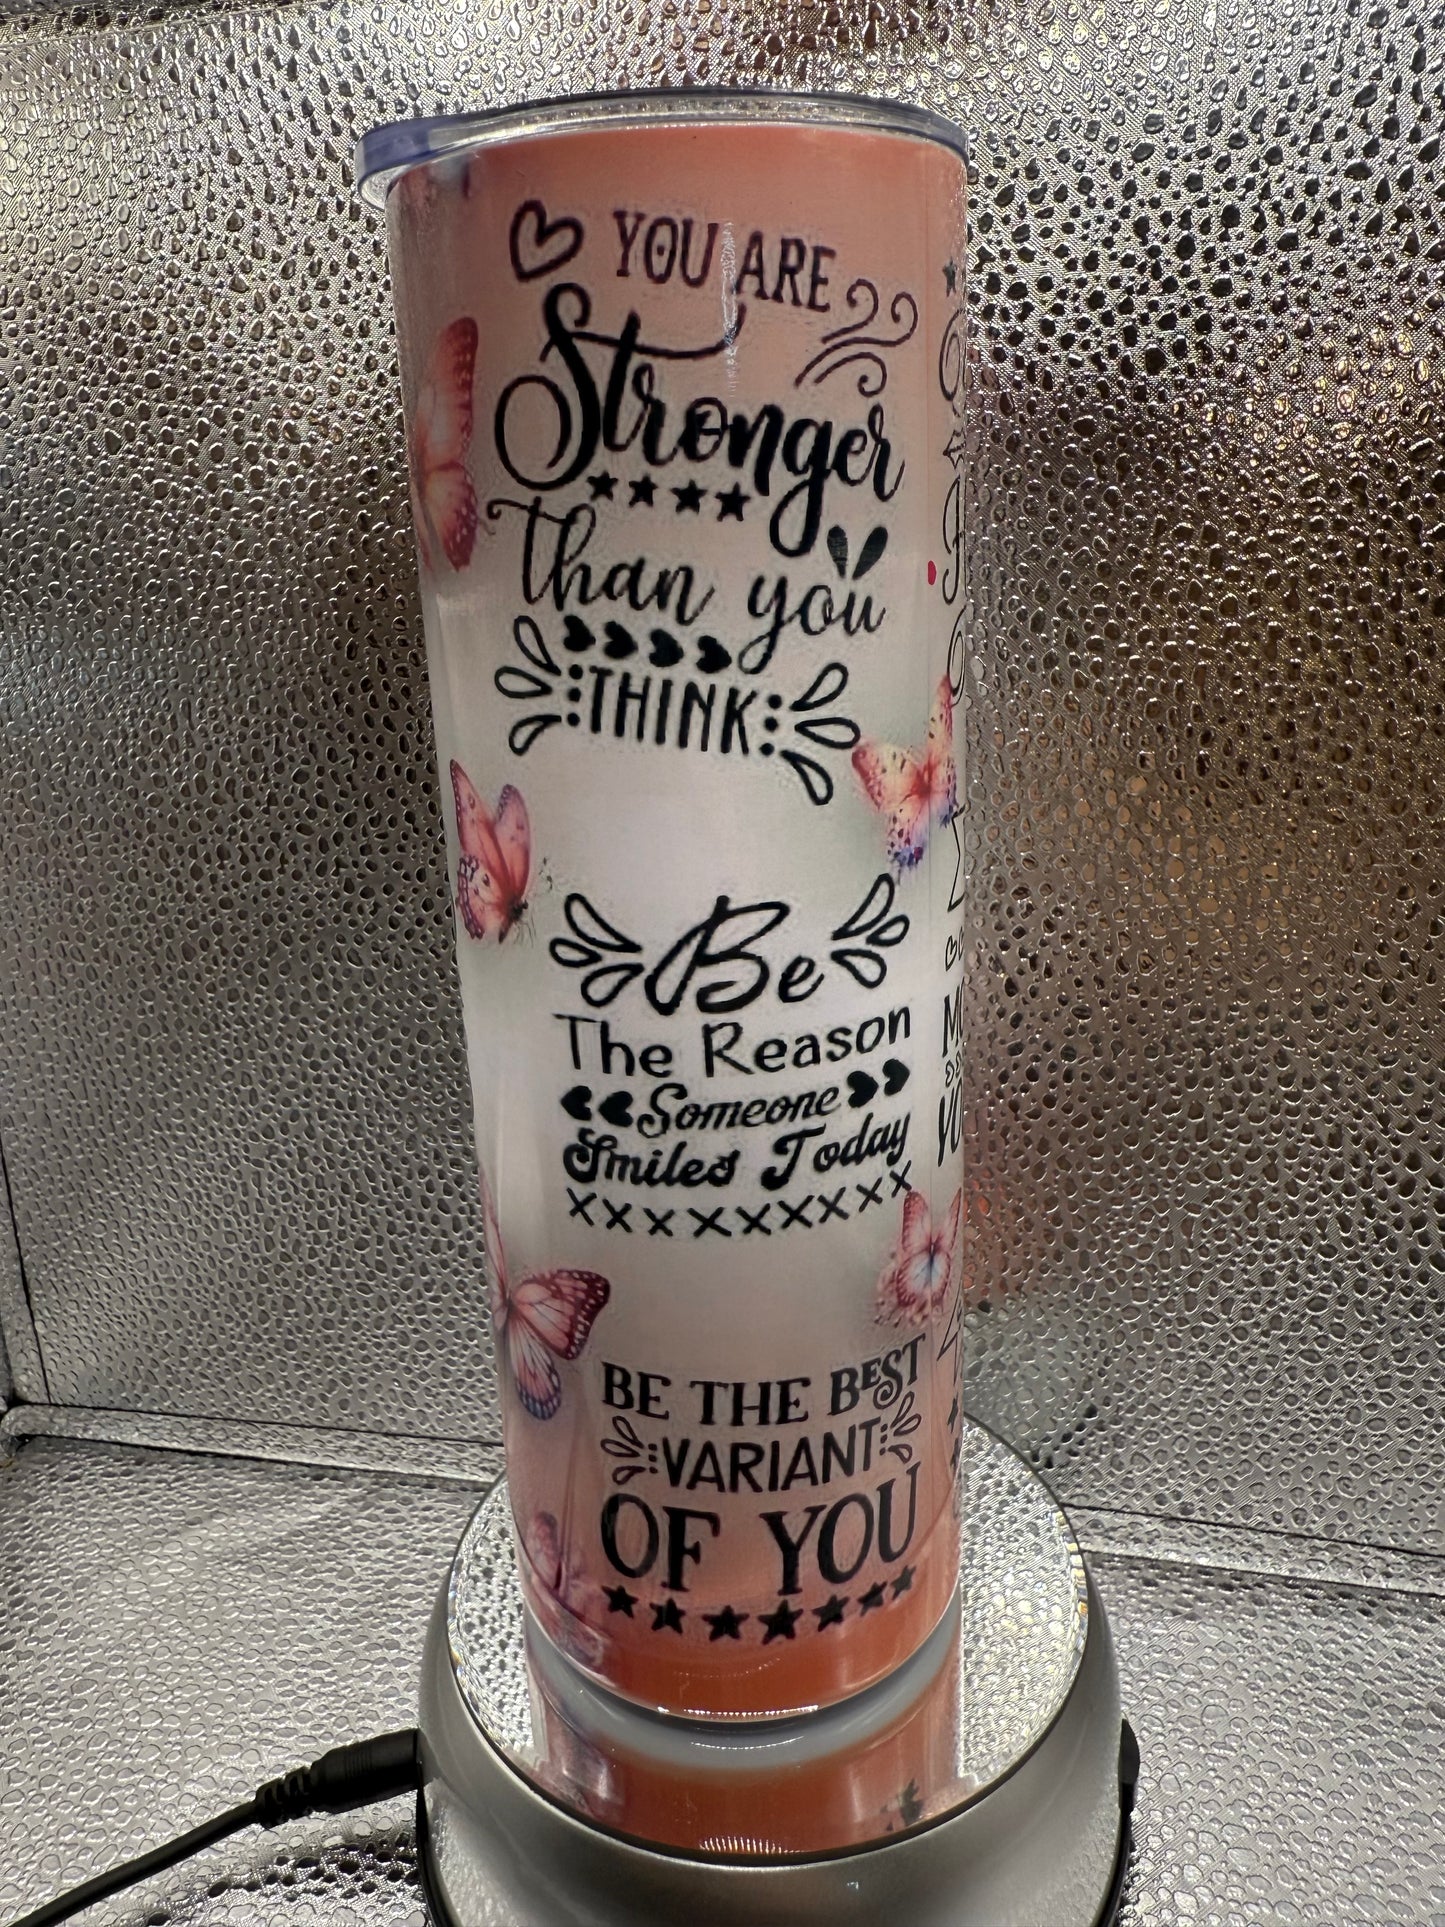 YOU ARE
Stronger
than you
THINK
Be
The Reason
Someone
Smiles Today
BE THE BEST
VARIANT
OF YOU